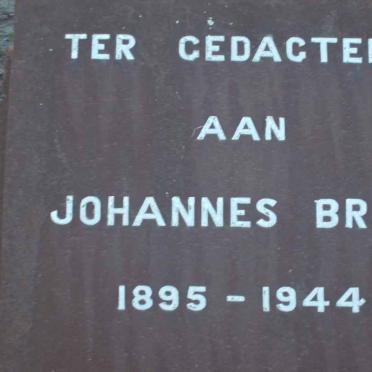 TER GEDACTE
AAN
JOHANNES BR
1895 - 1944